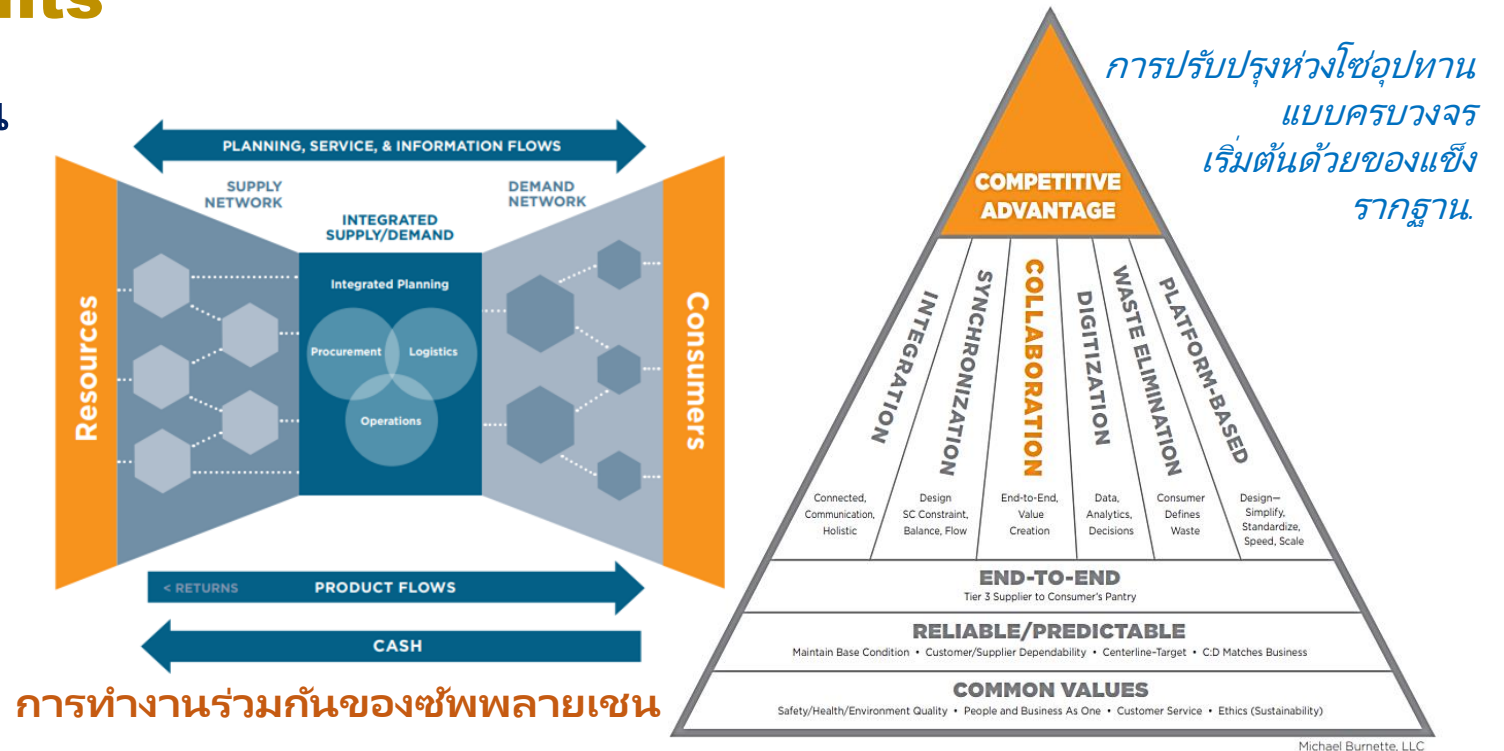 การปรับปรุงห่วงโซ่อุปทาน
แบบครบวงจร
เริ่มต้นด้วยของแข็ง
รากฐาน.
PLANNING, SERVICE, & INFORMATION FLOWS
SUPPLY
NETWORK
DEMAND
NETWORK
INTEGRATED
SUPPLY/DEMAND
Integrated Planning
Procurement
Logistics
Operations
Resources
Consumers
< RETURNS
PRODUCT FLOWS
CASH
การทำงานร่วมกันของซัพพลายเชน
COMPETITIVE
ADVANTAGE
INTEGRATION
SYNCHRONIZATION
COLLABORATION
DIGITIZATION
WASTE ELIMINATION
PLATFORM-BASED
Connected,
Communication,
Holistic
Design
SC Constraint,
Balance, Flow
End-to-End,
Value
Creation
Data,
Analytics,
Decisions
Consumer
Defines
Waste
Design—
Simplify,
Standardize,
Speed, Scale
END-TO-END
Tier 3 Supplier to Consumer's Pantry
RELIABLE/PREDICTABLE
Maintain Base Condition • Customer/Supplier Dependability • Centerline–Target • C:D Matches Business
COMMON VALUES
Safety/Health/Environment Quality • People and Business As One • Customer Service • Ethics (Sustainability)
Michael Burnette, LLC